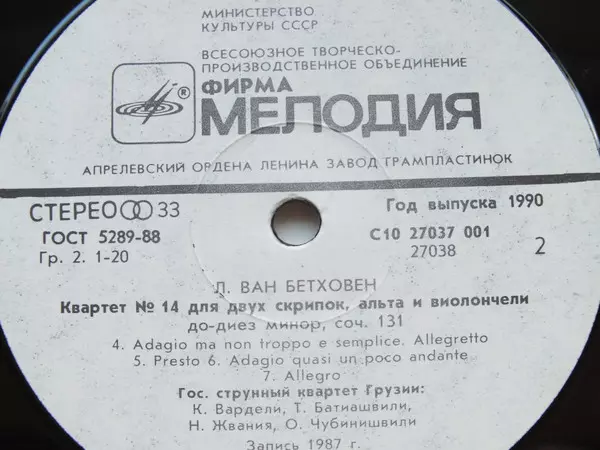 МИНИСТЕРСТВО
КУЛЬТУРЫ СССР
ВСЕСОЮЗНОЕ ТВОРЧЕСКО-
ПРОИЗВОДСТВЕННОЕ ОБЪЕДИНЕНИЕ
ФИРМА
® МЕЛОДИЯ
АПРЕЛЕВСКИЙ ОРДЕНА ЛЕНИНА ЗАВОД ГРАМПЛАСТИНОК
СТЕРЕО 33
Год выпуска 1990
ГОСТ 5289-88
С10 27037 001
Гр. 2. 1-20
27038
2
Л. ВАН БЕТХОВЕН
Квартет № 14 для двух скрипок, альта и виолончели
до-диез минор, соч. 131
4. Adagio ma non troppo e semplice. Allegretto
5. Presto 6. Adagio quasi un poco andante
7. Allegro
Гос. струнный квартет Грузии:
К. Вардели, Т. Батиашвили,
Н. Жвания, О. Чубинишвили
Запись 1987 г.